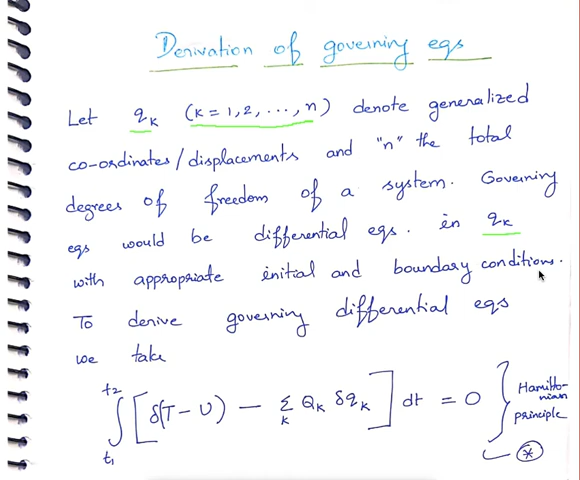 Derivation of governing eqs
Let q_k (k = 1,2, ..., n) denote generalized
co-ordinates/displacements and "n" the total
degrees of freedom of a system. Governing
eqs would be differential eqs. in q_k
with appropriate initial and boundary conditions.
To derive governing differential eqs
we take
∫_{t1}^{t2} [δ(T-U) - Σ_k Q_k δq_k] dt = 0 } Hamilto-
nian
principle
*